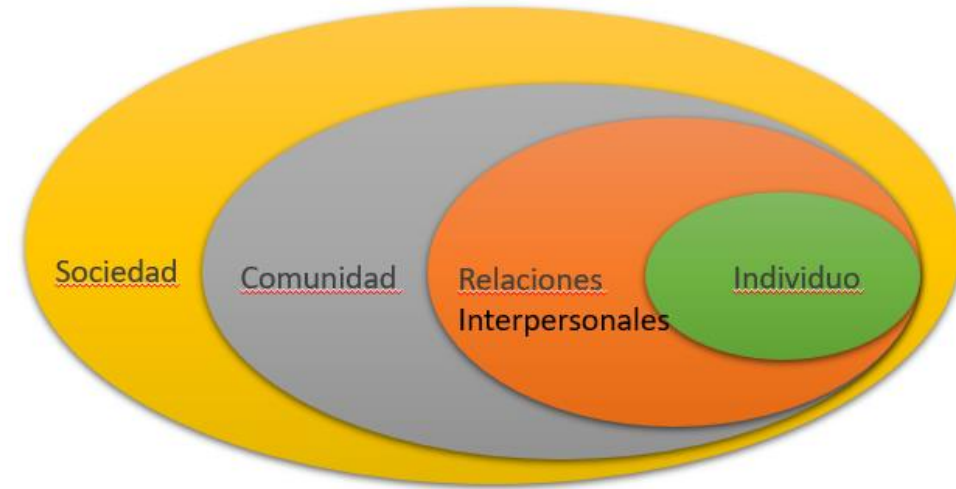 Sociedad
Comunidad
Relaciones
Interpersonales
Individuo